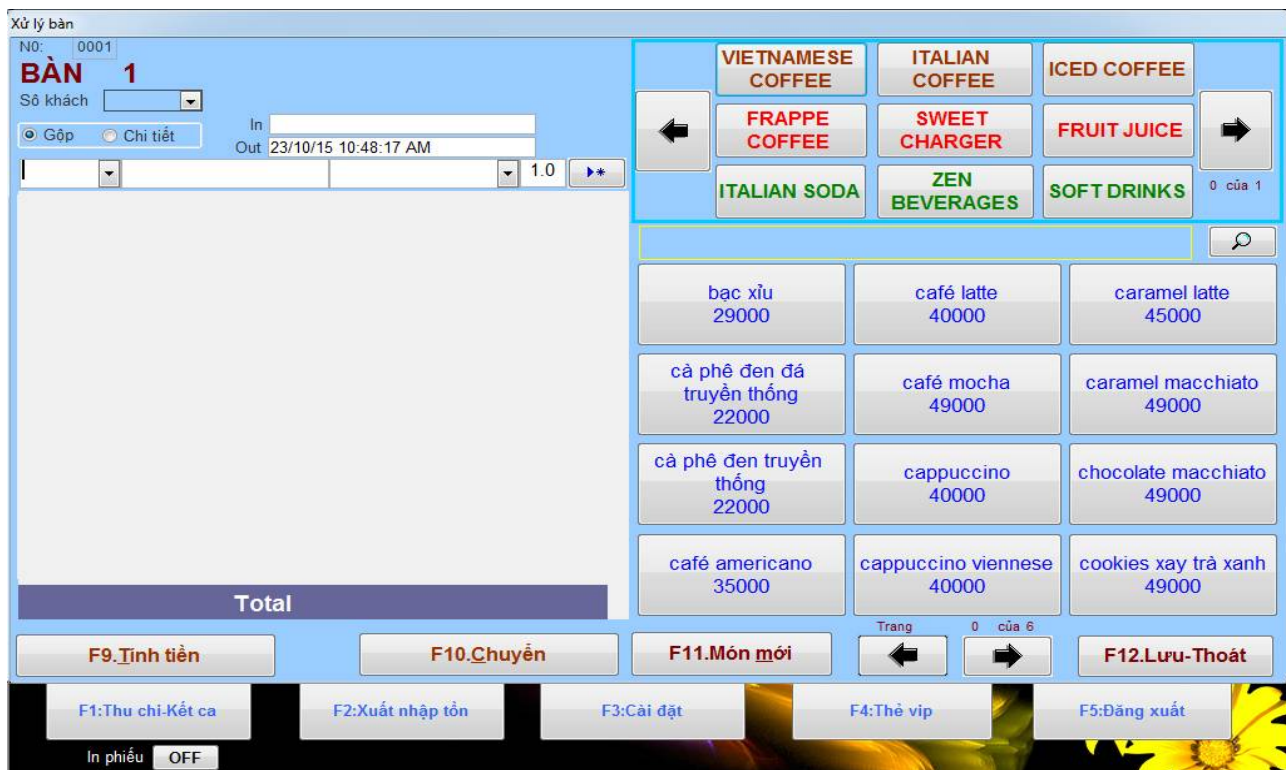 Xử lý bàn
N0: 0001
BÀN 1
Số khách
Gộp Chi tiết
In
Out 23/10/15 10:48:17 AM
1.0
VIETNAMESE
COFFEE
ITALIAN
COFFEE
ICED COFFEE
FRAPPE
COFFEE
SWEET
CHARGER
FRUIT JUICE
ITALIAN SODA
ZEN
BEVERAGES
SOFT DRINKS
0 của 1
bạc xỉu
29000
café latte
40000
caramel latte
45000
cà phê đen đá
truyền thống
22000
café mocha
49000
caramel macchiato
49000
cà phê đen truyền
thống
22000
cappuccino
40000
chocolate macchiato
49000
café americano
35000
cappuccino viennese
40000
cookies xay trà xanh
49000
Total
Trang 0 của 6
F9.Tính tiền
F10.Chuyển
F11.Món mới
F12.Lưu-Thoát
F1:Thu chi-Kết ca
F2:Xuất nhập tồn
F3:Cài đặt
F4:Thẻ vip
F5:Đăng xuất
In phiếu OFF